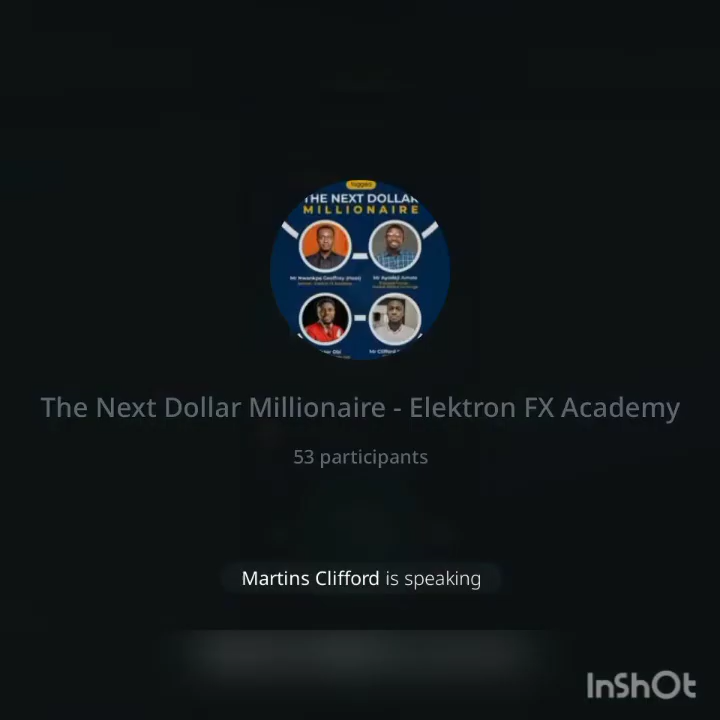 THE NEXT DOLLAR
MILLIONAIRE
The Next Dollar Millionaire - Elektron FX Academy
53 participants
Martins Clifford is speaking
InShOt